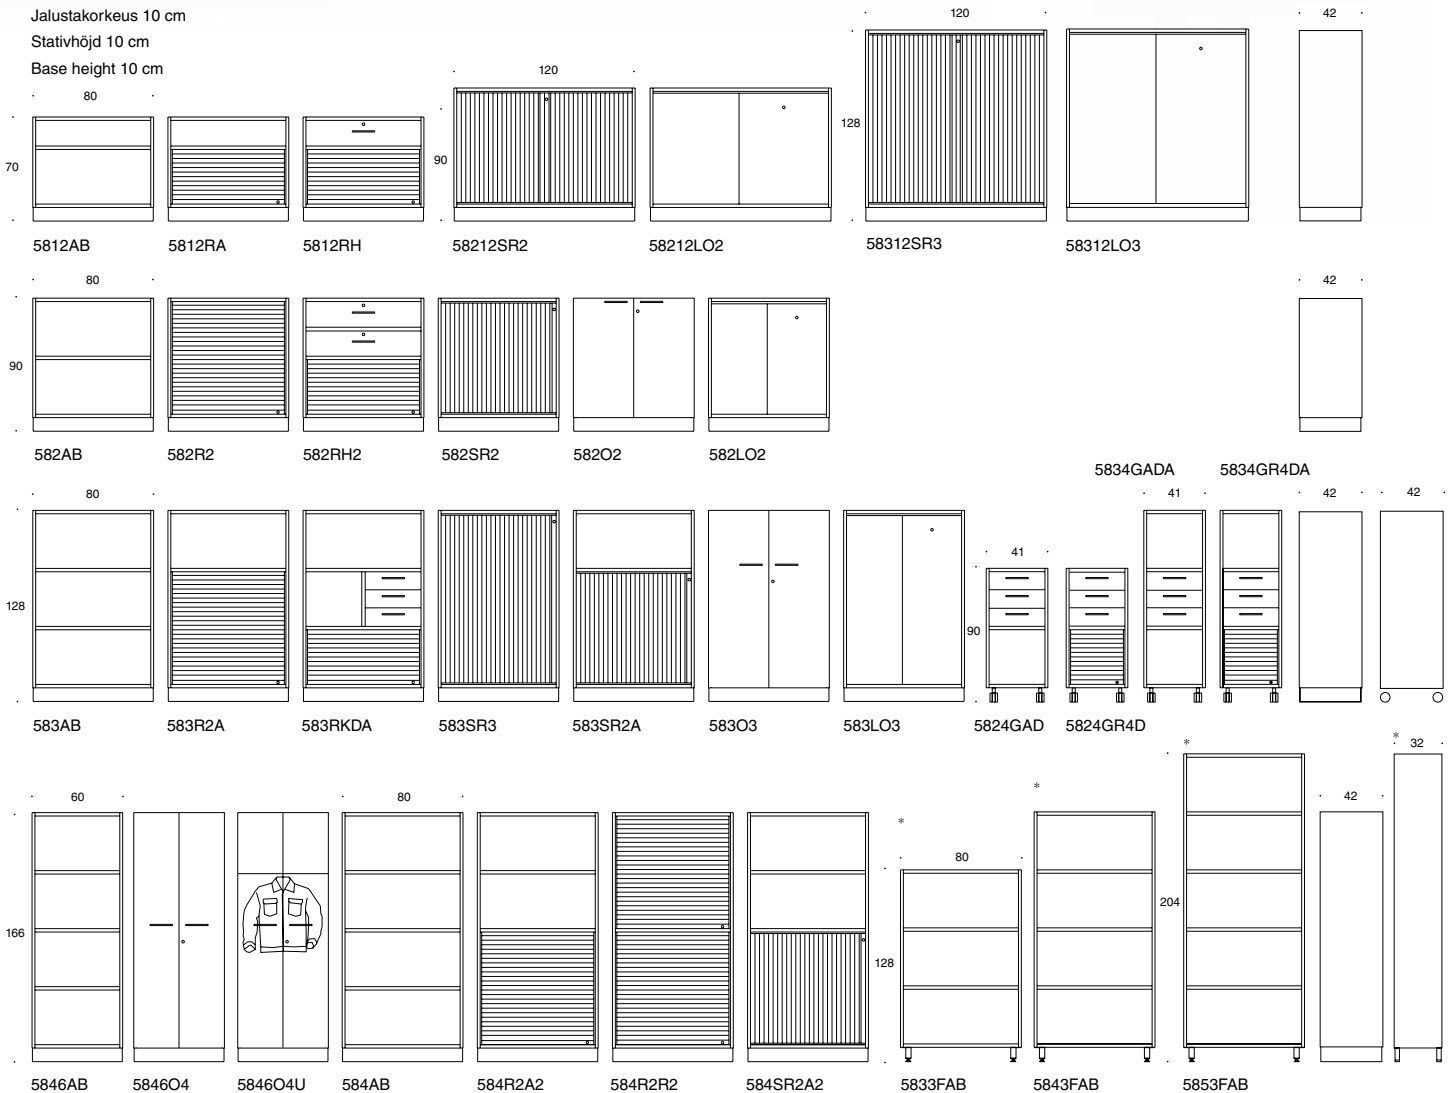 Jalustakorkeus 10 cm
Stativhöjd 10 cm
Base height 10 cm
120
42
120
80
128
90
70
5812AB 5812RA 5812RH 58212SR2 58212LO2 58312SR3 58312LO3
80
42
90
582AB 582R2 582RH2 582SR2 582O2 582LO2
5834GADA 5834GR4DA
80 41 42 42
41
128
90
583AB 583R2A 583RKDA 583SR3 583SR2A 583O3 583LO3 5824GAD 5824GR4D
* *
32
*
60 80 42
*
80
204
166
128
5846AB 5846O4 5846O4U 584AB 584R2A2 584R2R2 584SR2A2 5833FAB 5843FAB 5853FAB